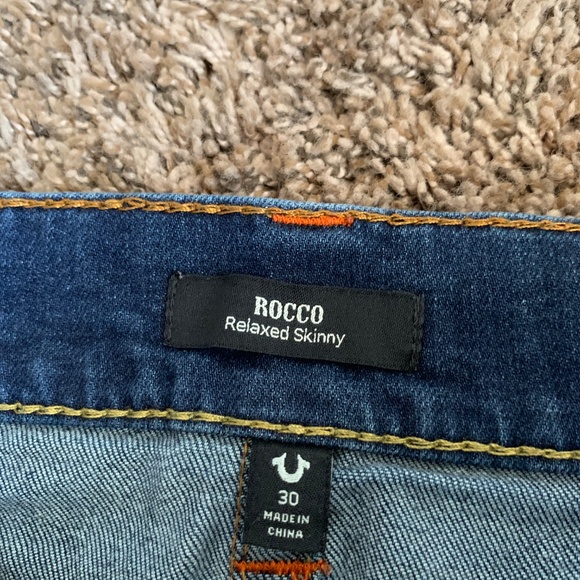 ROCCO
Relaxed Skinny
30
MADE IN
CHINA